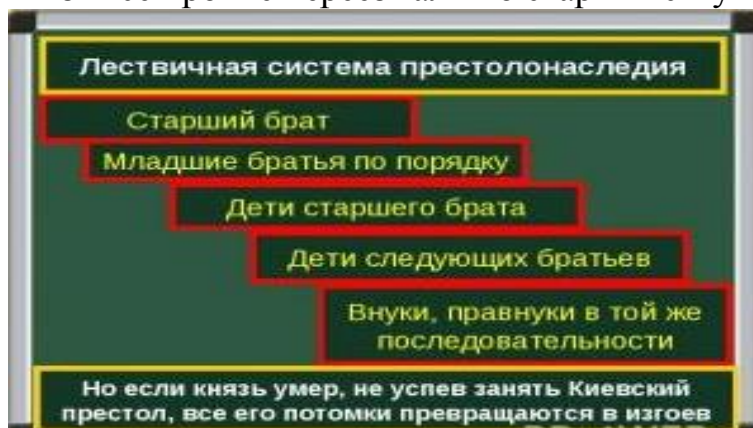 Лествичная система престолонаследия
Старший брат
Младшие братья по порядку
Дети старшего брата
Дети следующих братьев
Внуки, правнуки в той же
последовательности
Но если князь умер, не успев занять Киевский
престол, все его потомки превращаются в изгоев